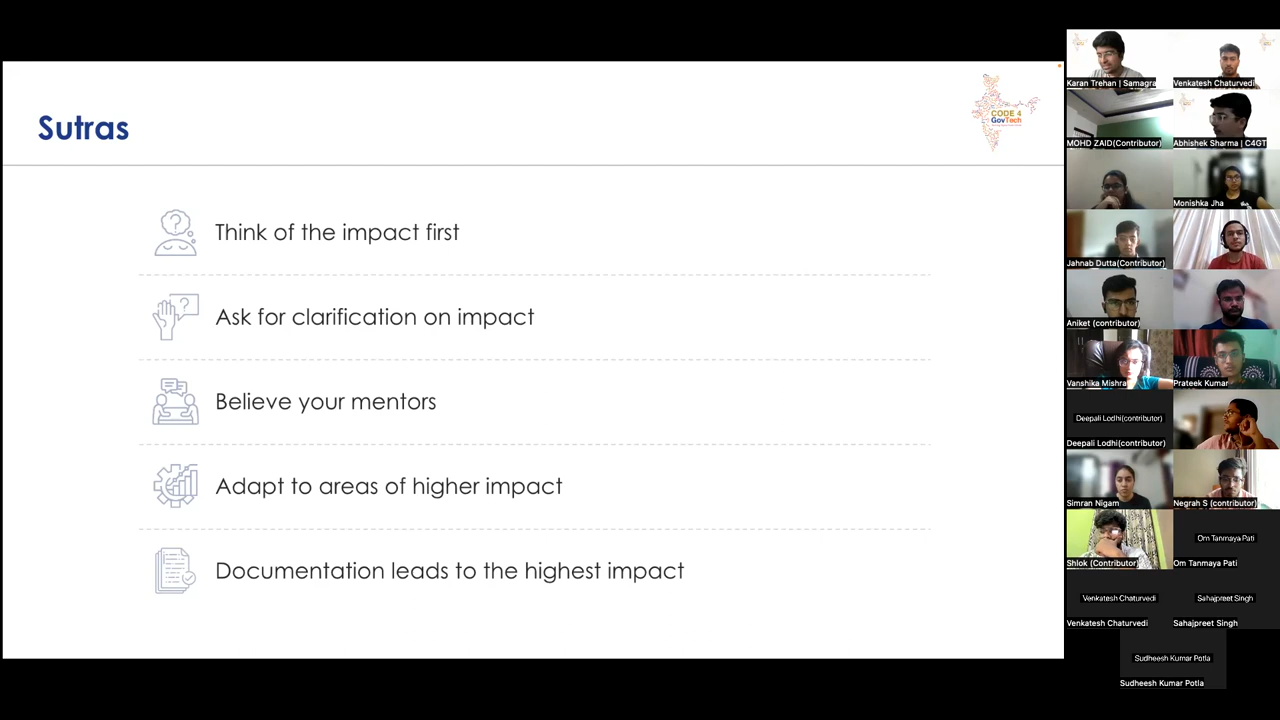 Sutras
CODE 4
GovTech
Think of the impact first
Ask for clarification on impact
Believe your mentors
Adapt to areas of higher impact
Documentation leads to the highest impact
Karan Trehan | Samagra
Venkatesh Chaturvedi
MOHD ZAID(Contributor)
Abhishek Sharma | C4GT
Monishka Jha
Jahnab Dutta(Contributor)
Aniket (contributor)
Vanshika Mishra
Prateek Kumar
Deepali Lodhi(contributor)
Deepali Lodhi(contributor)
Simran Nigam
Negrah S (contributor)
Shlok (Contributor)
Om Tanmaya Pati
Om Tanmaya Pati
Venkatesh Chaturvedi
Venkatesh Chaturvedi
Sahajpreet Singh
Sahajpreet Singh
Sudheesh Kumar Potla
Sudheesh Kumar Potla